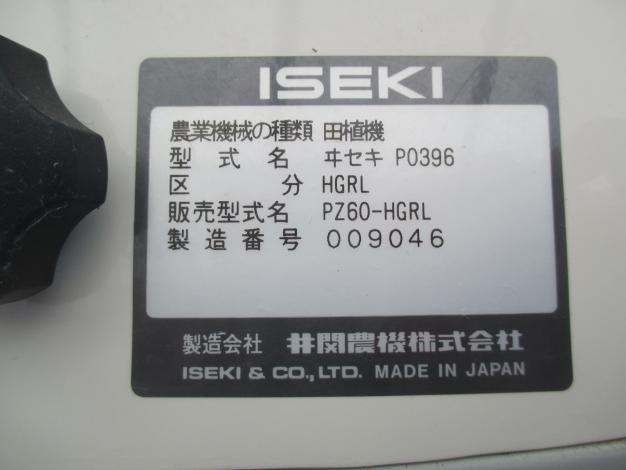 ISEKI
農業機械の種類 田植機
型式名 ヰセキ P0396
区分 HGRL
販売型式名 PZ60-HGRL
製造番号 009046
製造会社 井関農機株式会社
ISEKI & CO., LTD. MADE IN JAPAN